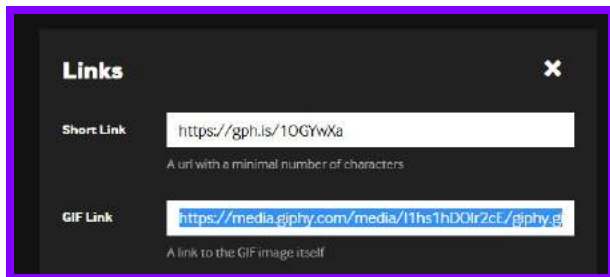 Links
Short Link
https://gph.is/1OGYwXa
A url with a minimal number of characters
GIF Link
https://media.giphy.com/media/l1hs1hDOlr2cE/giphy.g
A link to the GIF image itself